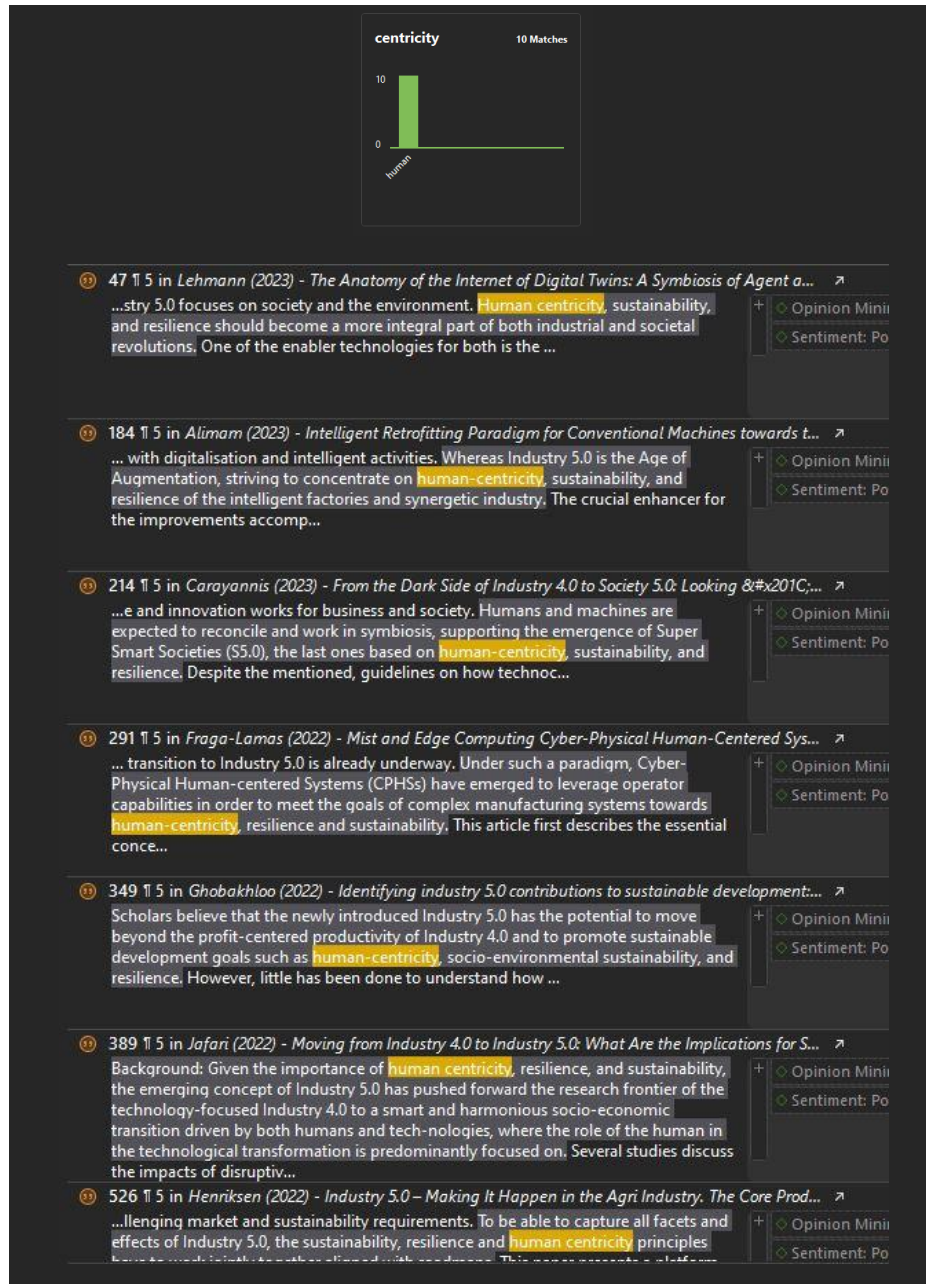 centricity 10 Matches
10
0
human
47 ¶ 5 in Lehmann (2023) - The Anatomy of the Internet of Digital Twins: A Symbiosis of Agent a...
...stry 5.0 focuses on society and the environment. Human centricity, sustainability,
and resilience should become a more integral part of both industrial and societal
revolutions. One of the enabler technologies for both is the ...
+ Opinion Mini
Sentiment: Po
184 ¶ 5 in Alimam (2023) - Intelligent Retrofitting Paradigm for Conventional Machines towards t...
... with digitalisation and intelligent activities. Whereas Industry 5.0 is the Age of
Augmentation, striving to concentrate on human-centricity, sustainability, and
resilience of the intelligent factories and synergetic industry. The crucial enhancer for
the improvements accomp...
+ Opinion Mini
Sentiment: Po
214 ¶ 5 in Carayannis (2023) - From the Dark Side of Industry 4.0 to Society 5.0: Looking &#x201C;...
...e and innovation works for business and society. Humans and machines are
expected to reconcile and work in symbiosis, supporting the emergence of Super
Smart Societies (S5.0), the last ones based on human-centricity, sustainability, and
resilience. Despite the mentioned, guidelines on how technoc...
+ Opinion Mini
Sentiment: Po
291 ¶ 5 in Fraga-Lamas (2022) - Mist and Edge Computing Cyber-Physical Human-Centered Sys...
... transition to Industry 5.0 is already underway. Under such a paradigm, Cyber-
Physical Human-centered Systems (CPHSs) have emerged to leverage operator
capabilities in order to meet the goals of complex manufacturing systems towards
human-centricity, resilience and sustainability. This article first describes the essential
conce...
+ Opinion Mini
Sentiment: Po
349 ¶ 5 in Ghobakhloo (2022) - Identifying industry 5.0 contributions to sustainable development:...
Scholars believe that the newly introduced Industry 5.0 has the potential to move
beyond the profit-centered productivity of Industry 4.0 and to promote sustainable
development goals such as human-centricity, socio-environmental sustainability, and
resilience. However, little has been done to understand how ...
+ Opinion Mini
Sentiment: Po
389 ¶ 5 in Jafari (2022) - Moving from Industry 4.0 to Industry 5.0: What Are the Implications for S...
Background: Given the importance of human centricity, resilience, and sustainability,
the emerging concept of Industry 5.0 has pushed forward the research frontier of the
technology-focused Industry 4.0 to a smart and harmonious socio-economic
transition driven by both humans and tech-nologies, where the role of the human in
the technological transformation is predominantly focused on. Several studies discuss
the impacts of disruptiv...
+ Opinion Mini
Sentiment: Po
526 ¶ 5 in Henriksen (2022) - Industry 5.0 – Making It Happen in the Agri Industry. The Core Prod...
...llenging market and sustainability requirements. To be able to capture all facets and
effects of Industry 5.0, the sustainability, resilience and human centricity principles
+ Opinion Mini
Sentiment: Po